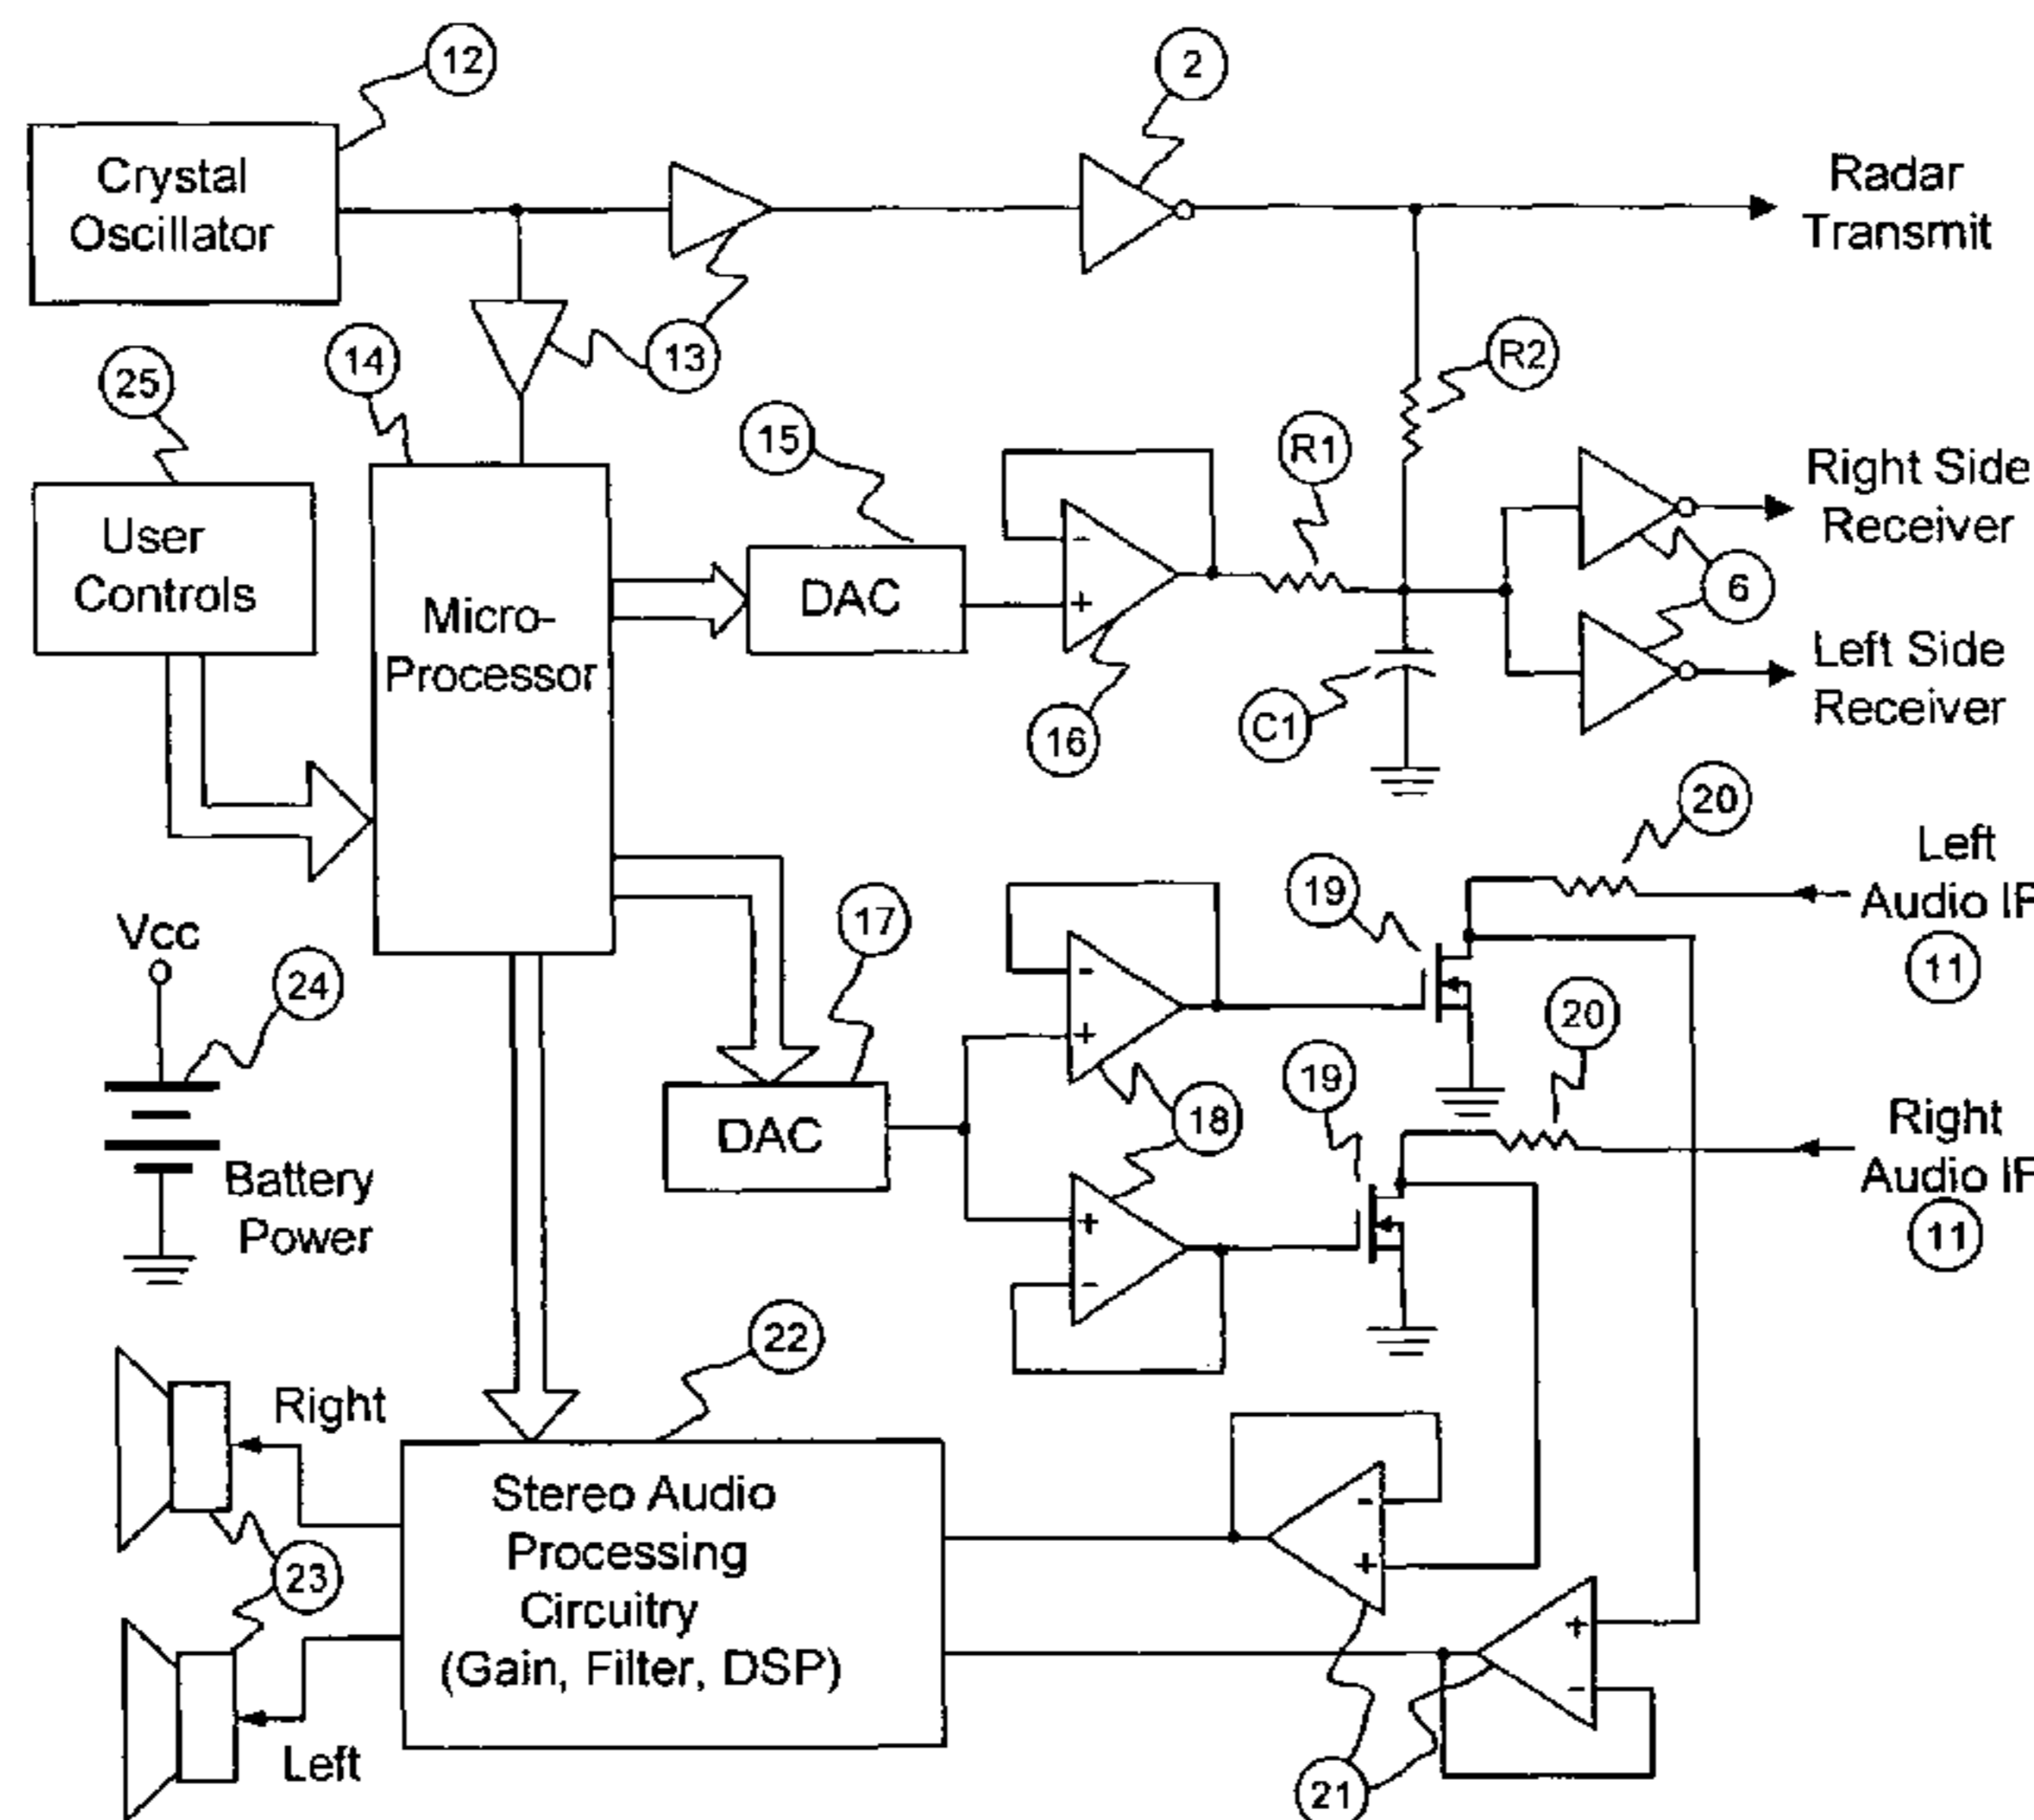 12
2
Crystal
Oscillator
Radar
Transmit
13
14
25
R2
15
R1
User
Controls
Micro-
Processor
DAC
-
+
16
C1
Right Side
Receiver
6
Left Side
Receiver
20
Left
Audio IF
11
19
17
Vcc
24
-
+
20
19
18
DAC
Right
Audio IF
11
+
-
Battery
Power
22
Right
Stereo Audio
Processing
Circuitry
(Gain, Filter, DSP)
-
+
23
+
-
Left
21